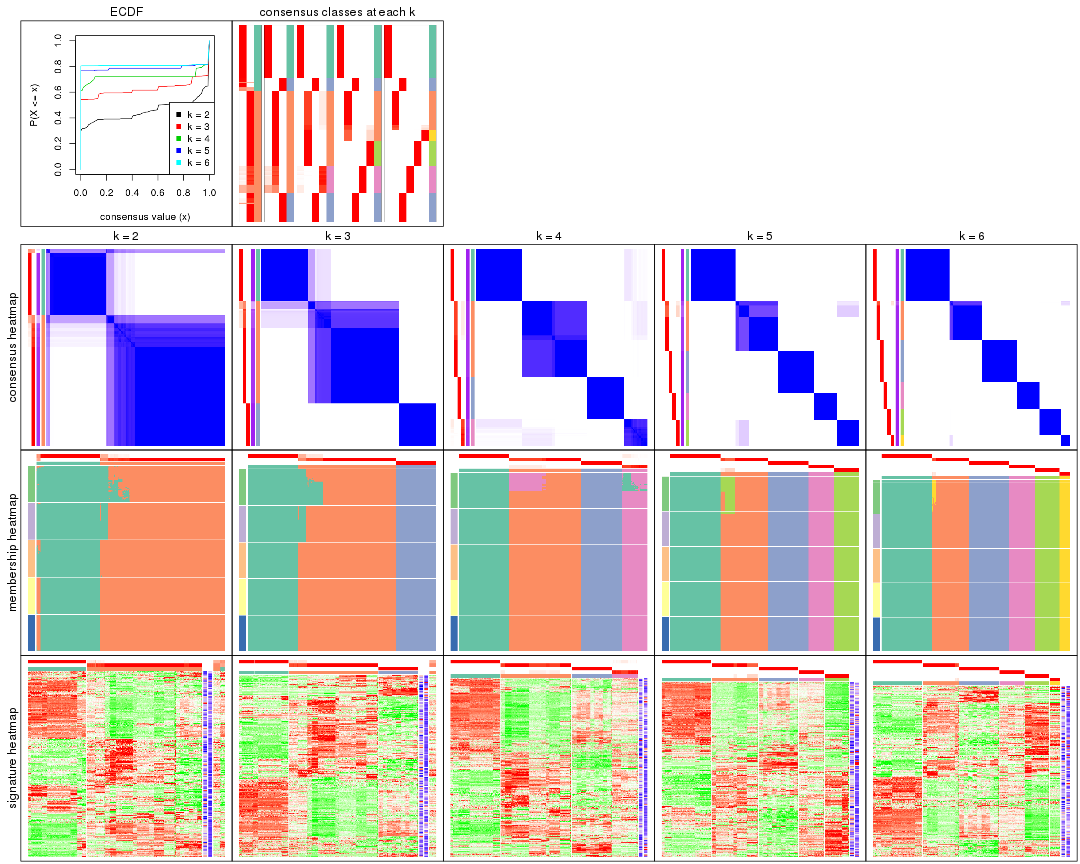 ECDF
consensus classes at each k
P(X <= x)
0.0 0.2 0.4 0.6 0.8 1.0
k = 2
k = 3
k = 4
k = 5
k = 6
0.0 0.2 0.4 0.6 0.8 1.0
consensus value (x)
k = 2
k = 3
k = 4
k = 5
k = 6
consensus heatmap
membership heatmap
signature heatmap